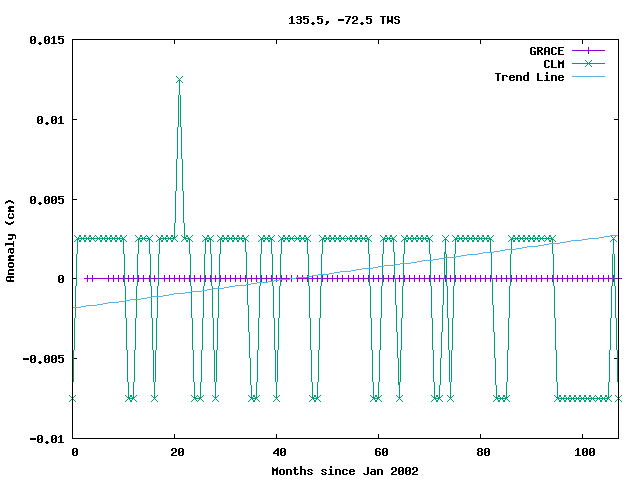 135.5, -72.5 TWS
GRACE
CLM
Trend Line
0.015
0.01
0.005
0
-0.005
-0.01
Anomaly (cm)
0 20 40 60 80 100
Months since Jan 2002